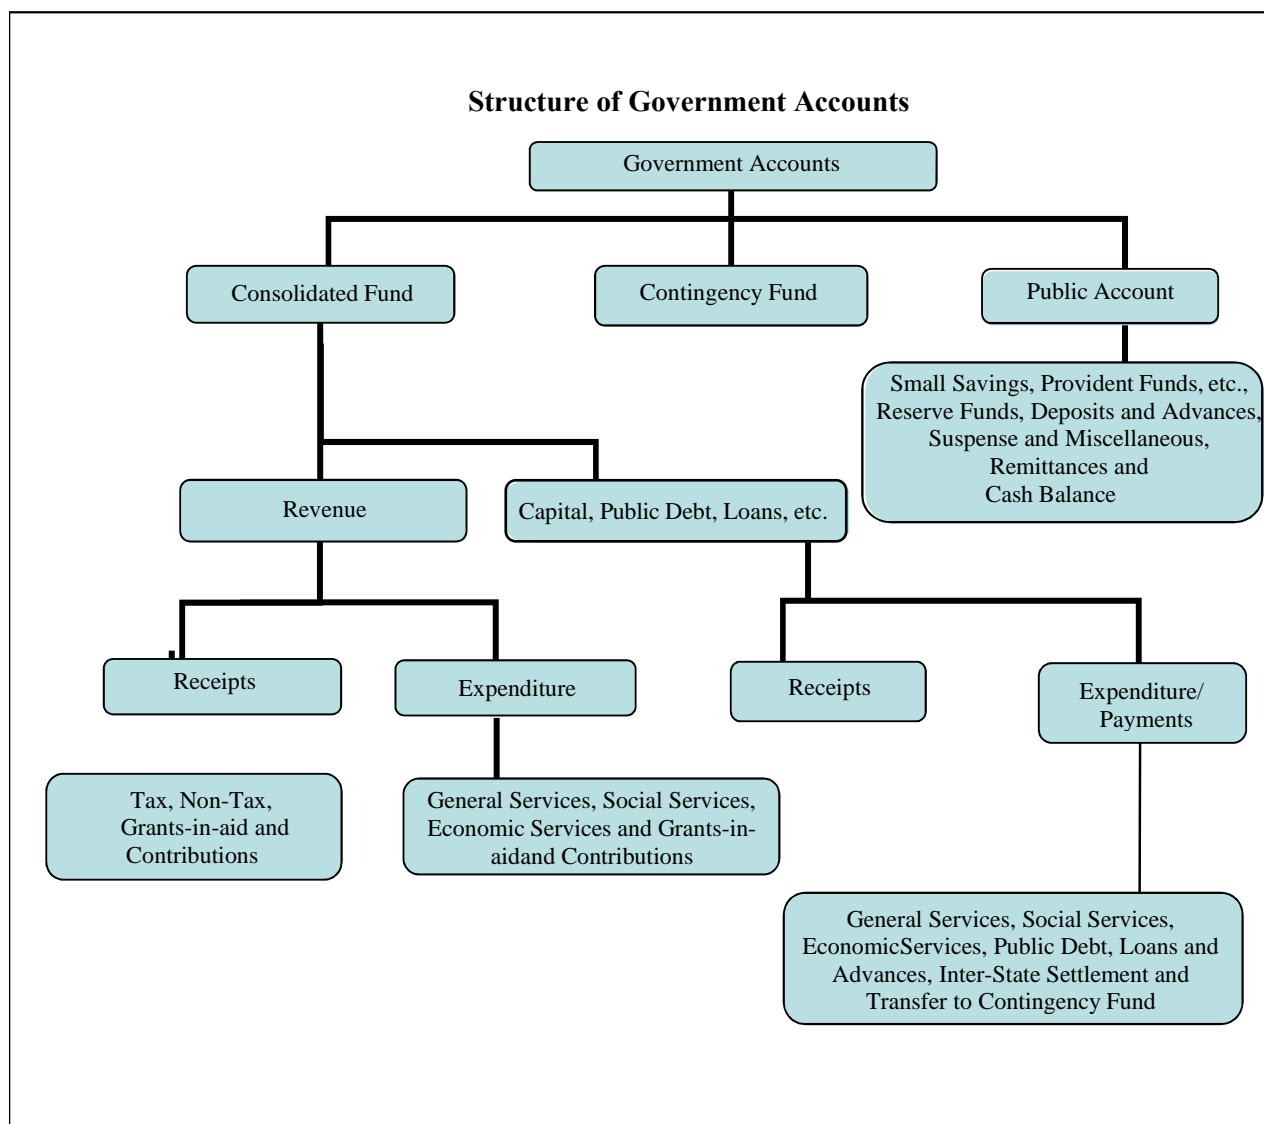 Structure of Government Accounts
Government Accounts
Consolidated Fund
Contingency Fund
Public Account
Small Savings, Provident Funds, etc.,
Reserve Funds, Deposits and Advances,
Suspense and Miscellaneous,
Remittances and
Cash Balance
Revenue
Capital, Public Debt, Loans, etc.
Receipts
Expenditure
Receipts
Expenditure/
Payments
Tax, Non-Tax,
Grants-in-aid and
Contributions
General Services, Social Services,
Economic Services and Grants-in-
aidand Contributions
General Services, Social Services,
EconomicServices, Public Debt, Loans and
Advances, Inter-State Settlement and
Transfer to Contingency Fund